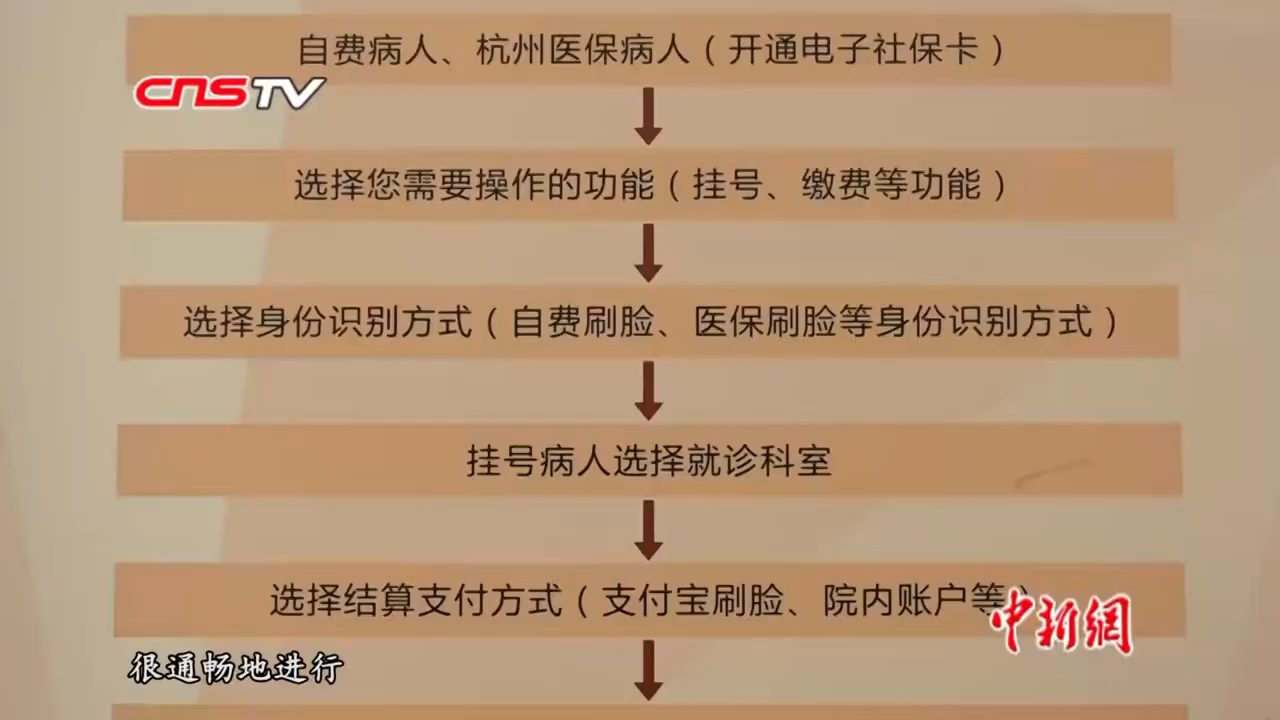 自费病人、杭州医保病人（开通电子社保卡）
CNSTV
选择您需要操作的功能（挂号、缴费等功能）
选择身份识别方式（自费刷脸、医保刷脸等身份识别方式）
挂号病人选择就诊科室
选择结算支付方式（支付宝刷脸、院内账户等）
中新網
很通畅地进行